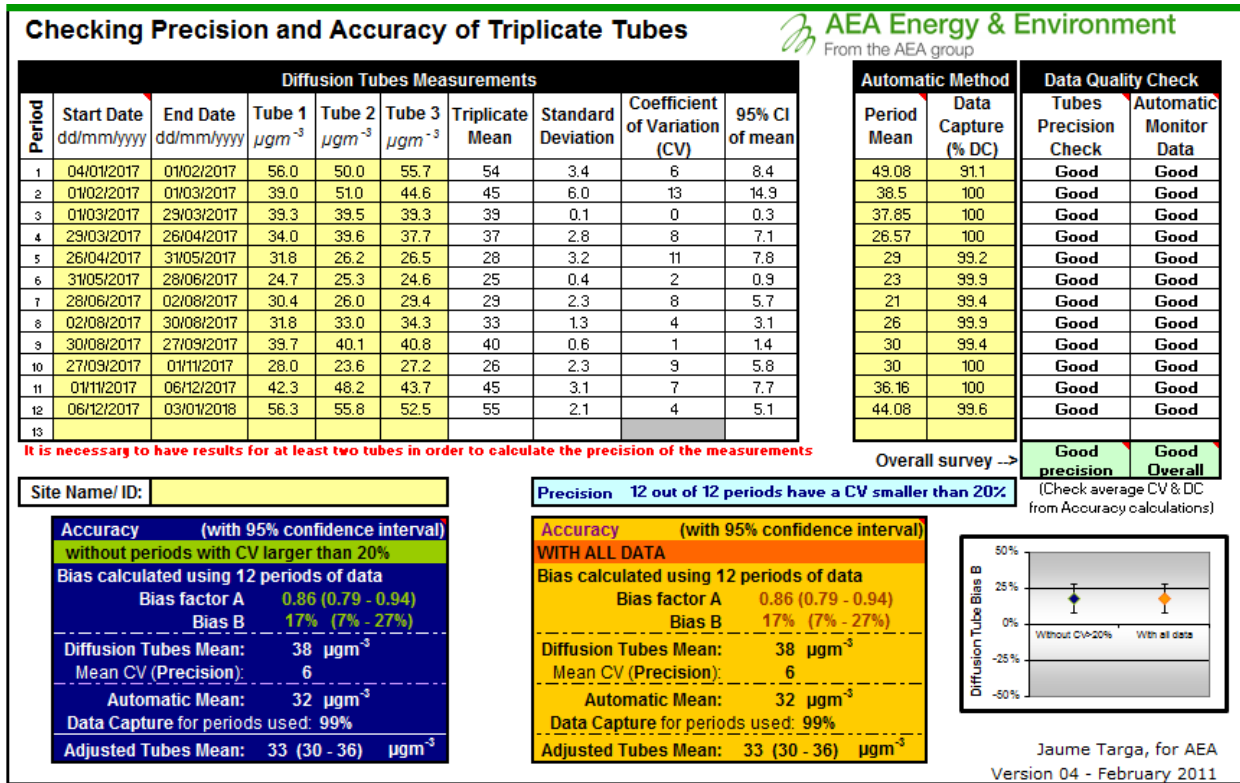 Checking Precision and Accuracy of Triplicate Tubes
AEA Energy & Environment
From the AEA group
Diffusion Tubes Measurements
Automatic Method
Data Quality Check
Period Start Date dd/mm/yyyy End Date dd/mm/yyyy Tube 1 µgm-3 Tube 2 µgm-3 Tube 3 µgm-3 Triplicate Mean Standard Deviation Coefficient of Variation (CV) 95% CI of mean Period Mean Data Capture (% DC) Tubes Precision Check Automatic Monitor Data
1 04/01/2017 01/02/2017 56.0 50.0 55.7 54 3.4 6 8.4 49.08 91.1 Good Good
2 01/02/2017 01/03/2017 39.0 51.0 44.6 45 6.0 13 14.9 38.5 100 Good Good
3 01/03/2017 29/03/2017 39.3 39.5 39.3 39 0.1 0 0.3 37.85 100 Good Good
4 29/03/2017 26/04/2017 34.0 39.6 37.7 37 2.8 8 7.1 26.57 100 Good Good
5 26/04/2017 31/05/2017 31.8 26.2 26.5 28 3.2 11 7.8 29 99.2 Good Good
6 31/05/2017 28/06/2017 24.7 25.3 24.6 25 0.4 2 0.9 23 99.9 Good Good
7 28/06/2017 02/08/2017 30.4 26.0 29.4 29 2.3 8 5.7 21 99.4 Good Good
8 02/08/2017 30/08/2017 31.8 33.0 34.3 33 1.3 4 3.1 26 99.9 Good Good
9 30/08/2017 27/09/2017 39.7 40.1 40.8 40 0.6 1 1.4 30 99.4 Good Good
10 27/09/2017 01/11/2017 28.0 23.6 27.2 26 2.3 9 5.8 30 100 Good Good
11 01/11/2017 06/12/2017 42.3 48.2 43.7 45 3.1 7 7.7 36.16 100 Good Good
12 06/12/2017 03/01/2018 56.3 55.8 52.5 55 2.1 4 5.1 44.08 99.6 Good Good
13
It is necessary to have results for at least two tubes in order to calculate the precision of the measurements
Overall survey -->
Good precision
Good Overall
Site Name/ ID:
Precision 12 out of 12 periods have a CV smaller than 20%
(Check average CV & DC
from Accuracy calculations)
Accuracy (with 95% confidence interval)
without periods with CV larger than 20%
Bias calculated using 12 periods of data
Bias factor A 0.86 (0.79 - 0.94)
Bias B 17% (7% - 27%)
Diffusion Tubes Mean: 38 µgm-3
Mean CV (Precision): 6
Automatic Mean: 32 µgm-3
Data Capture for periods used: 99%
Adjusted Tubes Mean: 33 (30 - 36) µgm-3
Accuracy (with 95% confidence interval)
WITH ALL DATA
Bias calculated using 12 periods of data
Bias factor A 0.86 (0.79 - 0.94)
Bias B 17% (7% - 27%)
Diffusion Tubes Mean: 38 µgm-3
Mean CV (Precision): 6
Automatic Mean: 32 µgm-3
Data Capture for periods used: 99%
Adjusted Tubes Mean: 33 (30 - 36) µgm-3
Diffusion Tube Bias B
50%
25%
0%
-25%
-50%
Without CV>20%
With all data
Jaume Targa, for AEA
Version 04 - February 2011